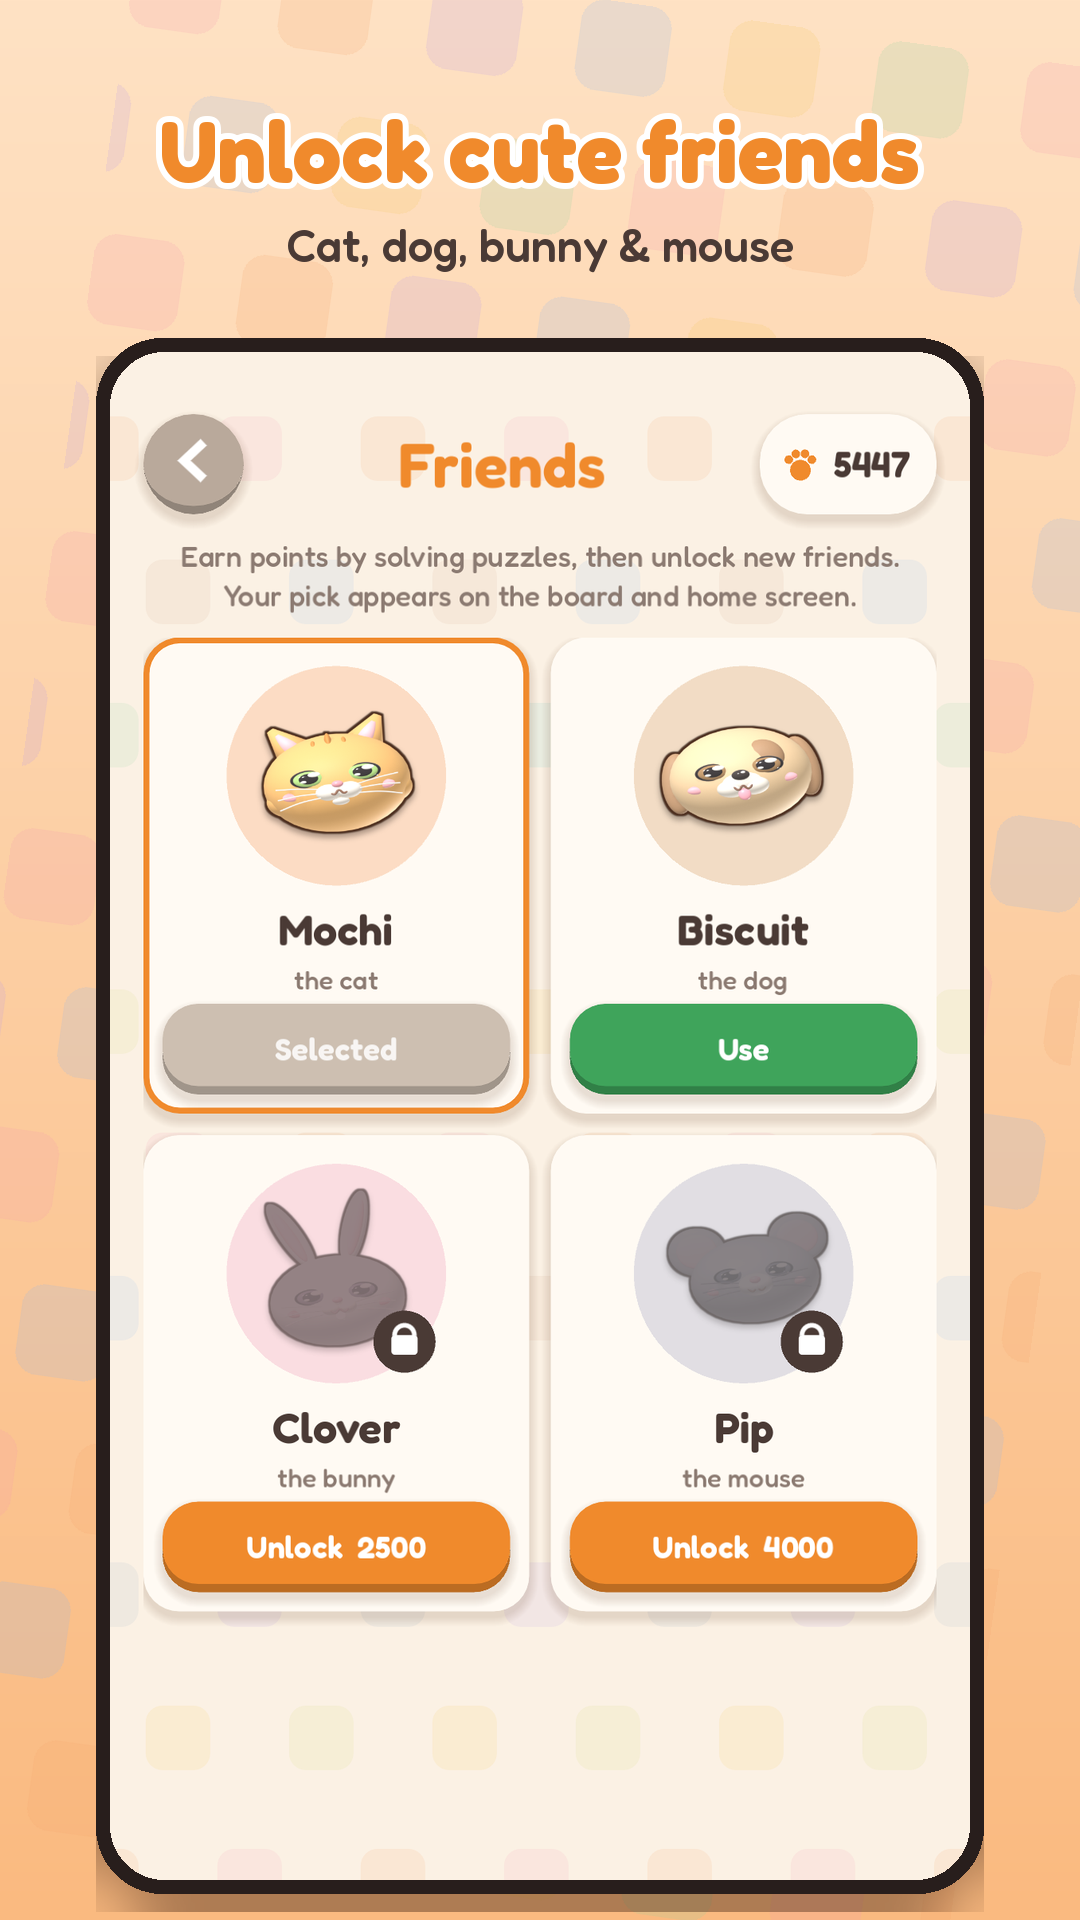 Unlock cute friends
Cat, dog, bunny & mouse
Friends
5447
Earn points by solving puzzles, then unlock new friends.
Your pick appears on the board and home screen.
Mochi
the cat
Selected
Biscuit
the dog
Use
Clover
the bunny
Unlock 2500
Pip
the mouse
Unlock 4000